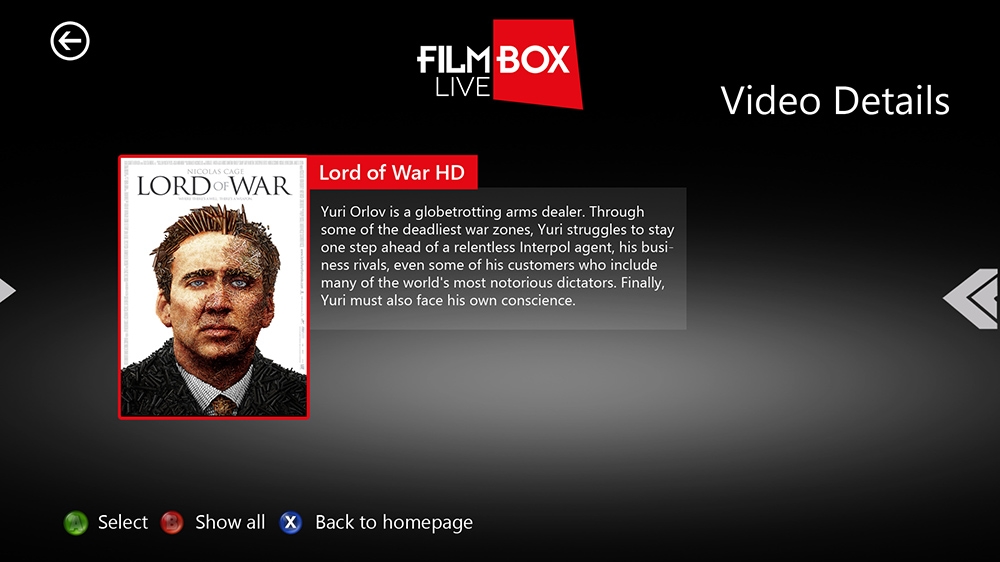 FILMBOX
LIVE
Video Details
NICOLAS CAGE
LORD OF WAR
Lord of War HD
Yuri Orlov is a globetrotting arms dealer. Through
some of the deadliest war zones, Yuri struggles to stay
one step ahead of a relentless Interpol agent, his busi-
ness rivals, even some of his customers who include
many of the world's most notorious dictators. Finally,
Yuri must also face his own conscience.
A Select B Show all X Back to homepage